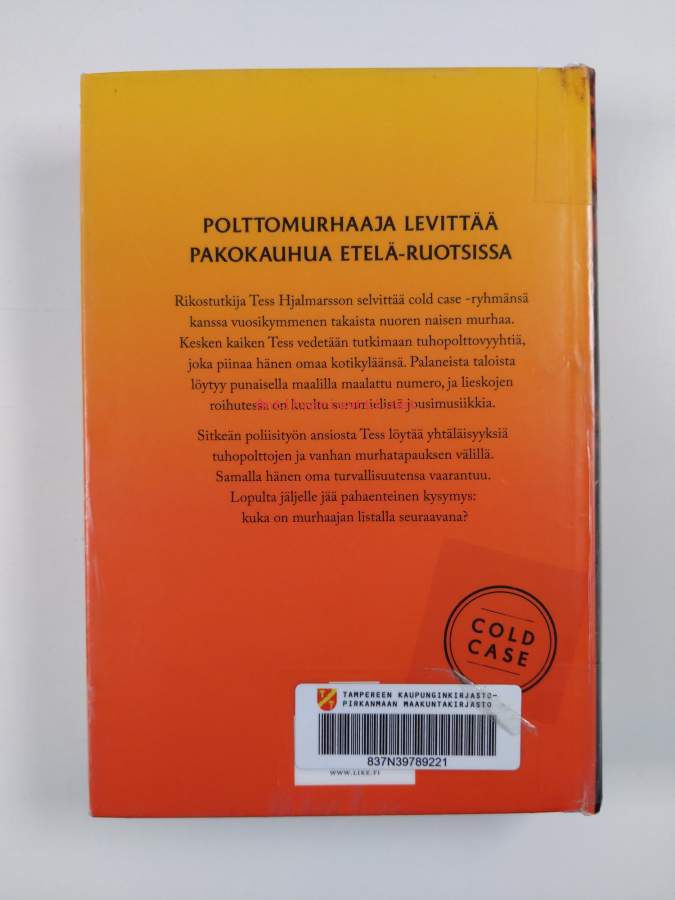 POLTTOMURHAAJA LEVITTÄÄ
PAKOKAUHUA ETELÄ-RUOTSISSA
Rikostutkija Tess Hjalmarsson selvittää cold case -ryhmänsä
kanssa vuosikymmenen takaista nuoren naisen murhaa.
Kesken kaiken Tess vedetään tutkimaan tuhopolttovyyhtiä,
joka piinaa hänen omaa kotikyläänsä. Palaneista taloista
löytyy punaisella maalilla maalattu numero, ja lieskojen
roihutessa on kuultu jousimusiikkia.
Sitkeän poliisityön ansiosta Tess löytää yhtäläisyyksiä
tuhopolttojen ja vanhan murhatapauksen välillä.
Samalla hänen oma turvallisuutensa vaarantuu.
Lopulta jäljelle jää pahaenteinen kysymys:
kuka on murhaajan listalla seuraavana?
COLD
CASE
TAMPEREEN KAUPUNGINKIRJASTO-
PIRKANMAAN MAAKUNTAKIRJASTO
837N39789221
WWW.LIKE.FI